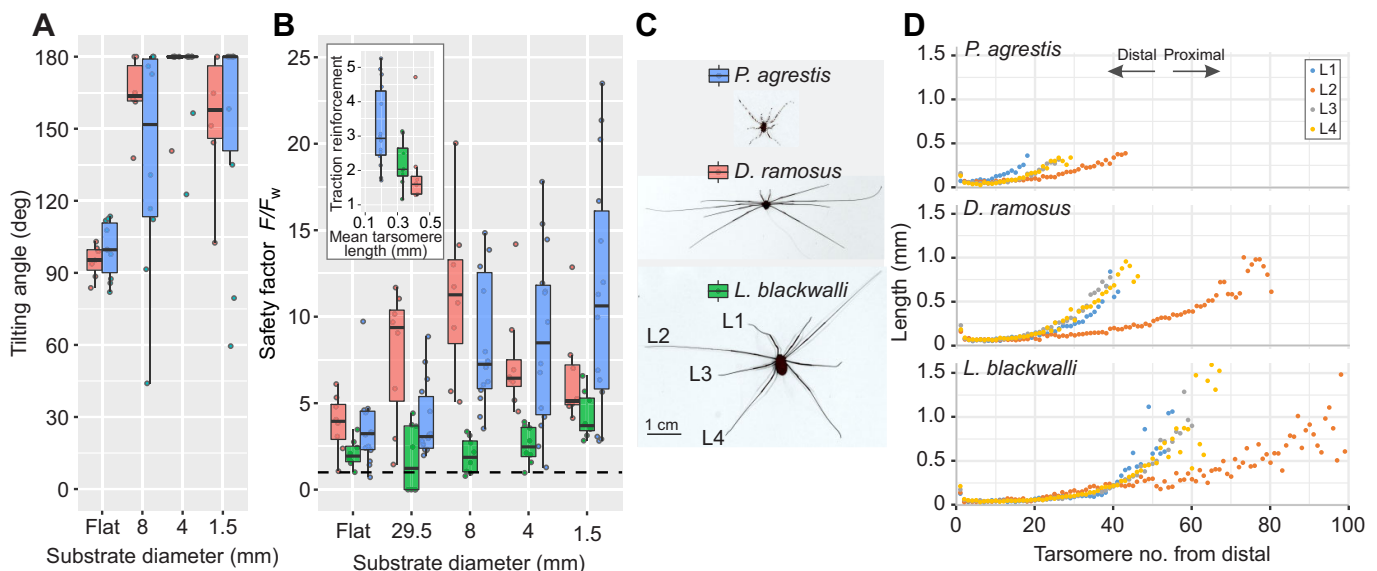 A
Tilting angle (deg)
180
150
120
90
60
30
0
Flat
8
4
1.5
Substrate diameter (mm)
B
Safety factor F/Fw
25
20
15
10
5
0
Traction reinforcement
5
4
3
2
1
0.1
0.3
0.5
Mean tarsomere
length (mm)
Flat
29.5
8
4
1.5
Substrate diameter (mm)
C
P. agrestis
D. ramosus
L. blackwalli
L1
L2
L3
L4
1 cm
D
Length (mm)
P. agrestis
Distal
Proximal
L1
L2
L3
L4
1.5
1.0
0.5
0
D. ramosus
1.5
1.0
0.5
0
L. blackwalli
1.5
1.0
0.5
0
0
20
40
60
80
100
Tarsomere no. from distal